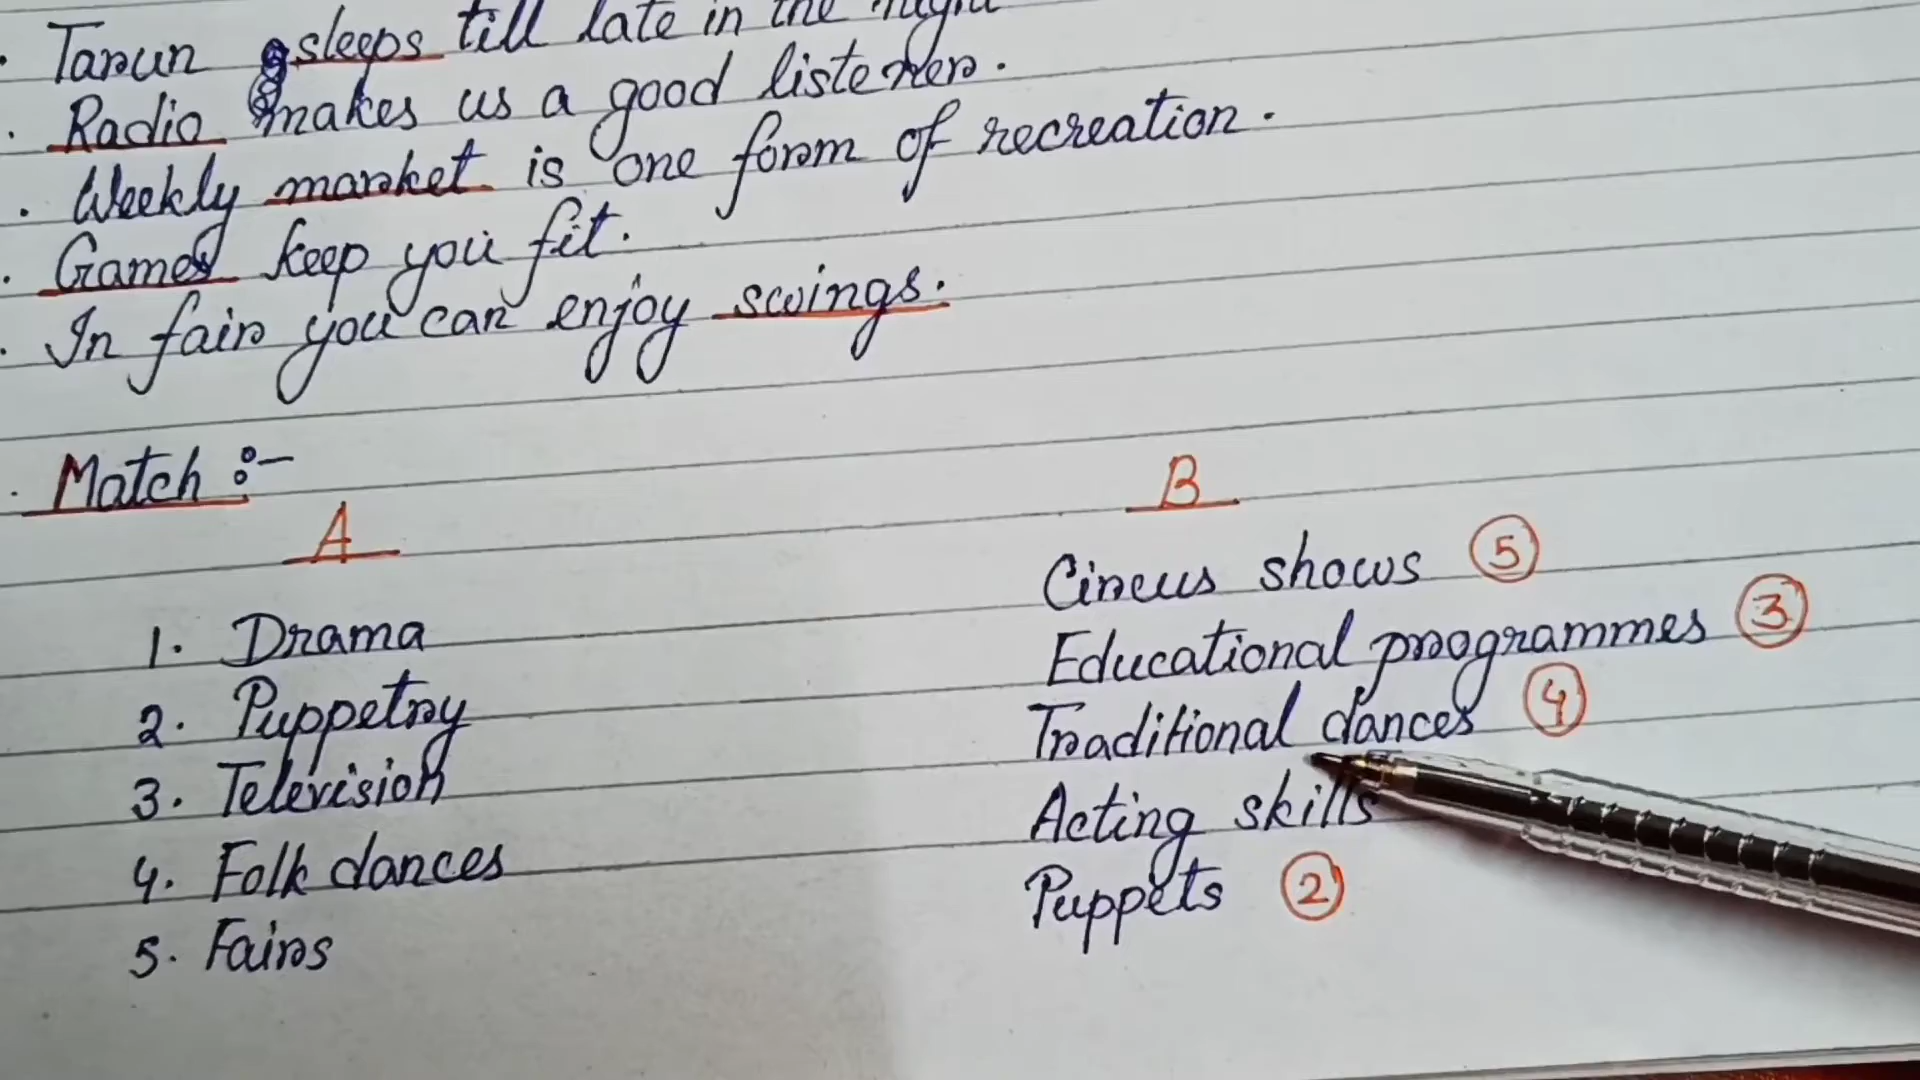 . Tarun sleeps till late in the night
. Radio makes us a good listener.
. Weekly market is one form of recreation.
. Games keep you fit.
. In fair you can enjoy swings.
. Match :-
A B
Circus shows 5
1. Drama Educational programmes 3
2. Puppetry Traditional dances 4
3. Television Acting skills
4. Folk dances Puppets 2
5. Fairs